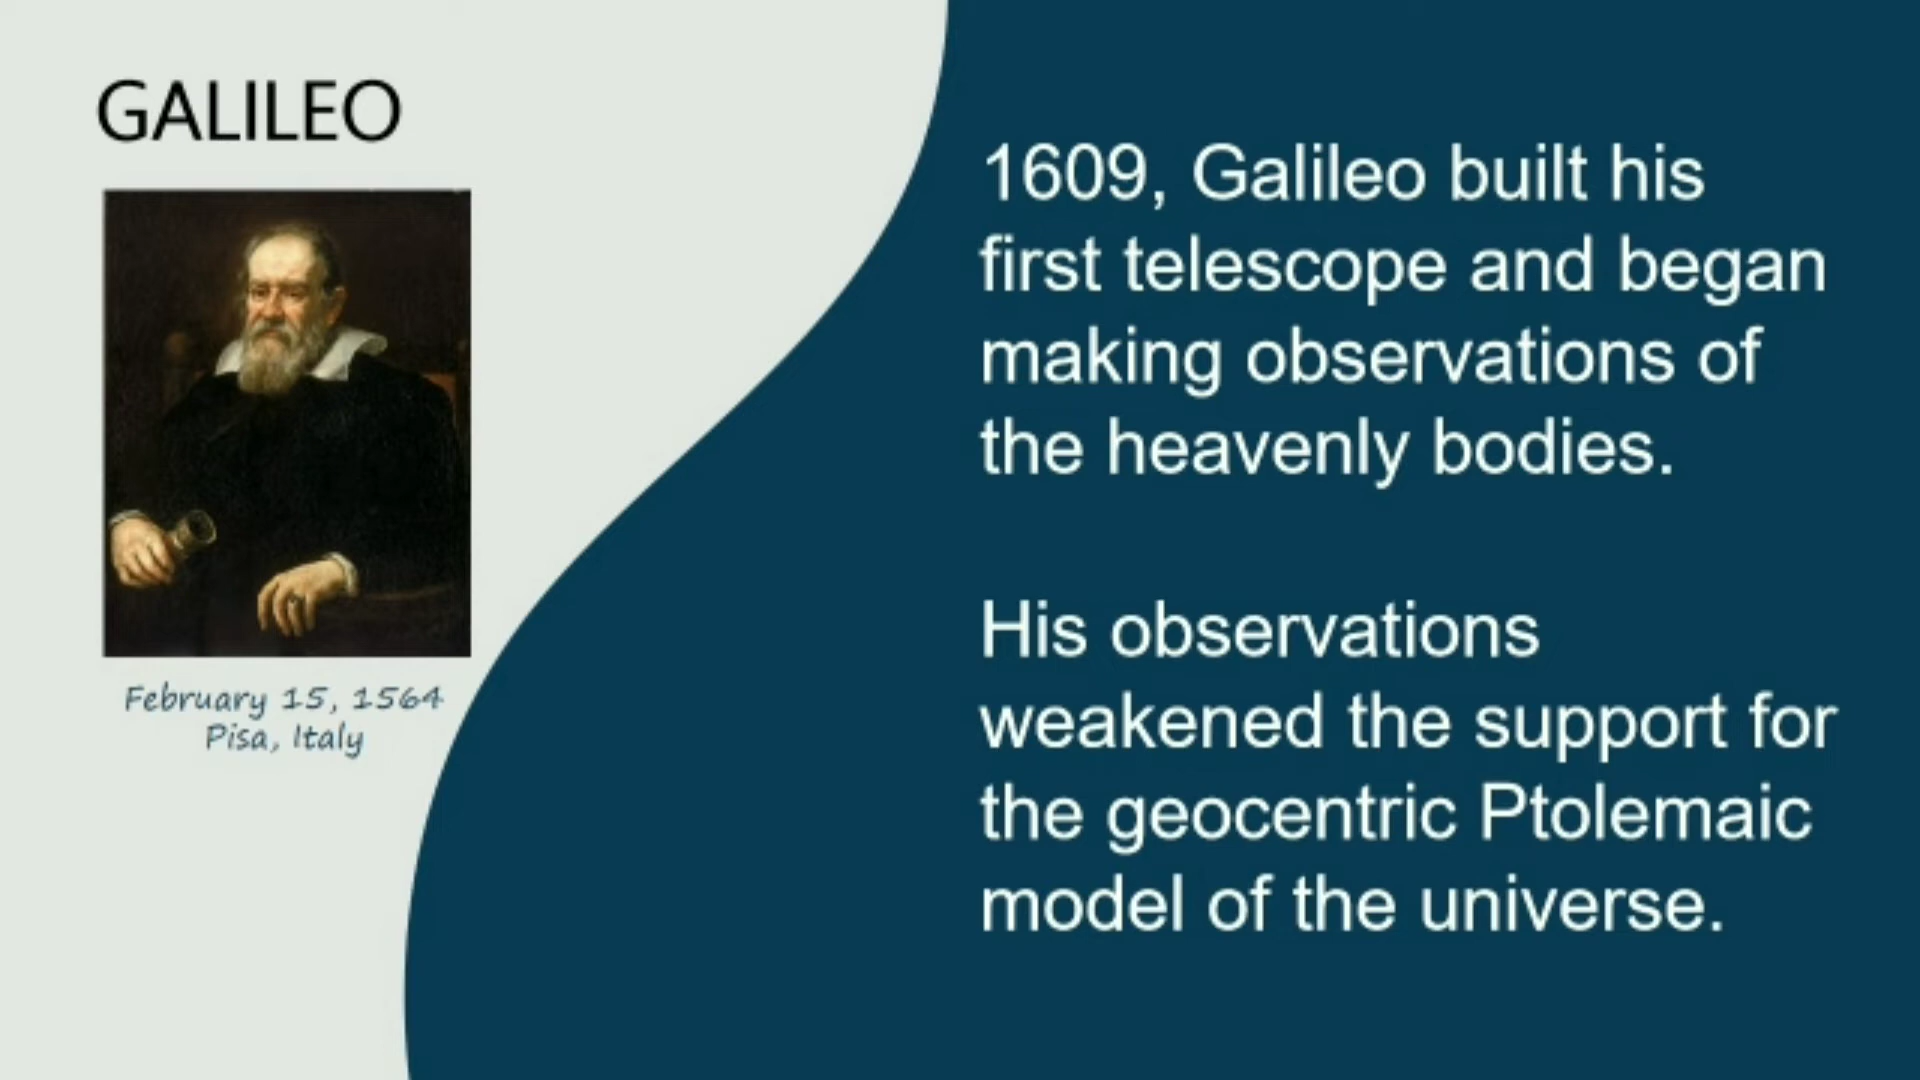 GALILEO
February 15, 1564
Pisa, Italy
1609, Galileo built his
first telescope and began
making observations of
the heavenly bodies.
His observations
weakened the support for
the geocentric Ptolemaic
model of the universe.